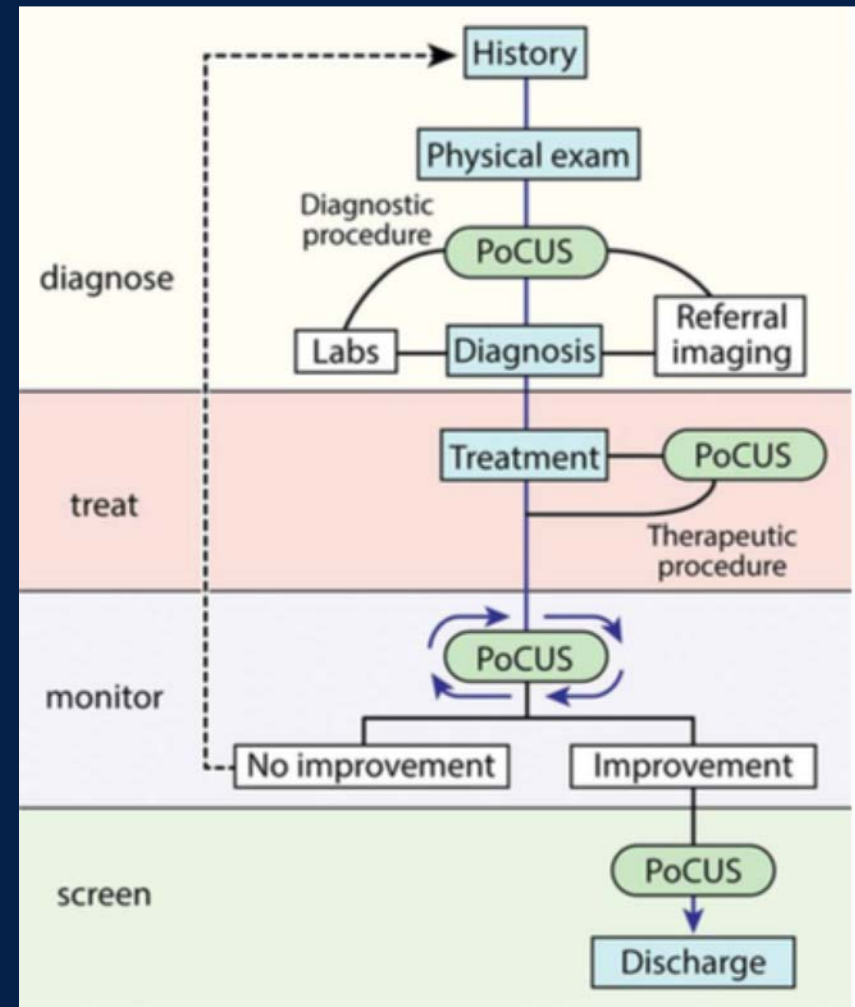 History
Physical exam
Diagnostic
procedure
PoCUS
diagnose
Labs
Diagnosis
Referral
imaging
Treatment
PoCUS
treat
Therapeutic
procedure
PoCUS
monitor
No improvement
Improvement
PoCUS
screen
Discharge